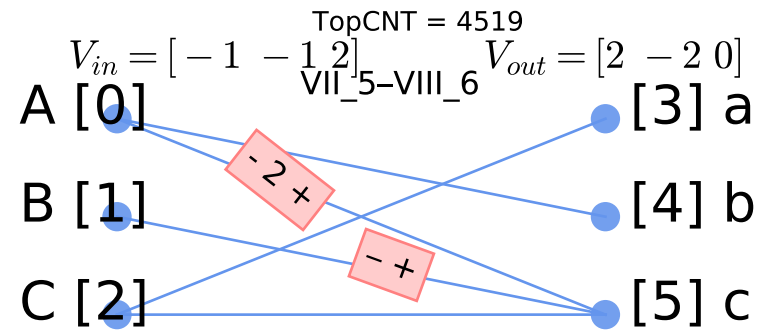 TopCNT = 4519
V_in = [ − 1 − 1 2] V_out = [2 − 2 0]
VII_5–VIII_6
A [0] [3] a
- 2 +
B [1] [4] b
- +
C [2] [5] c